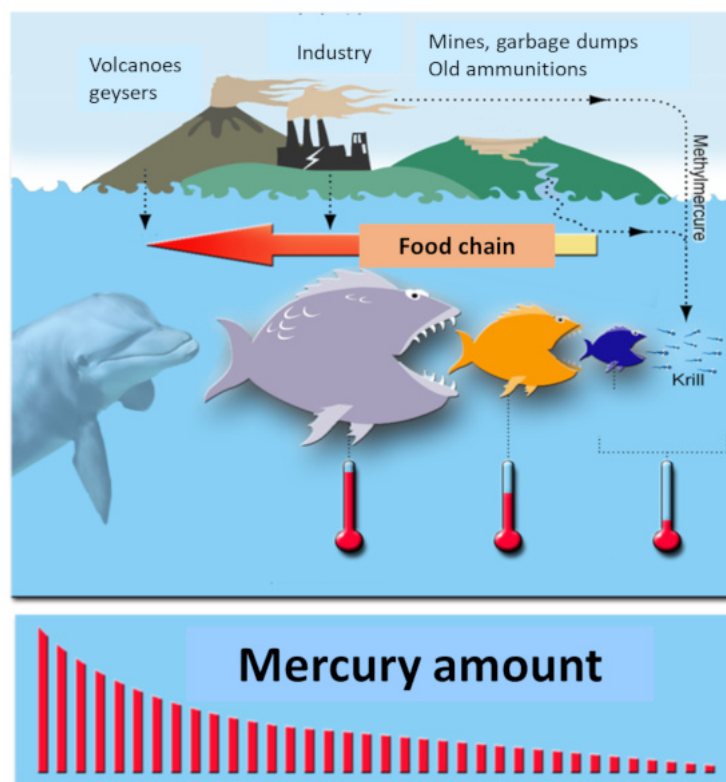 Volcanoes
geysers
Industry
Mines, garbage dumps
Old ammunitions
Methylmercure
Food chain
Krill
Mercury amount